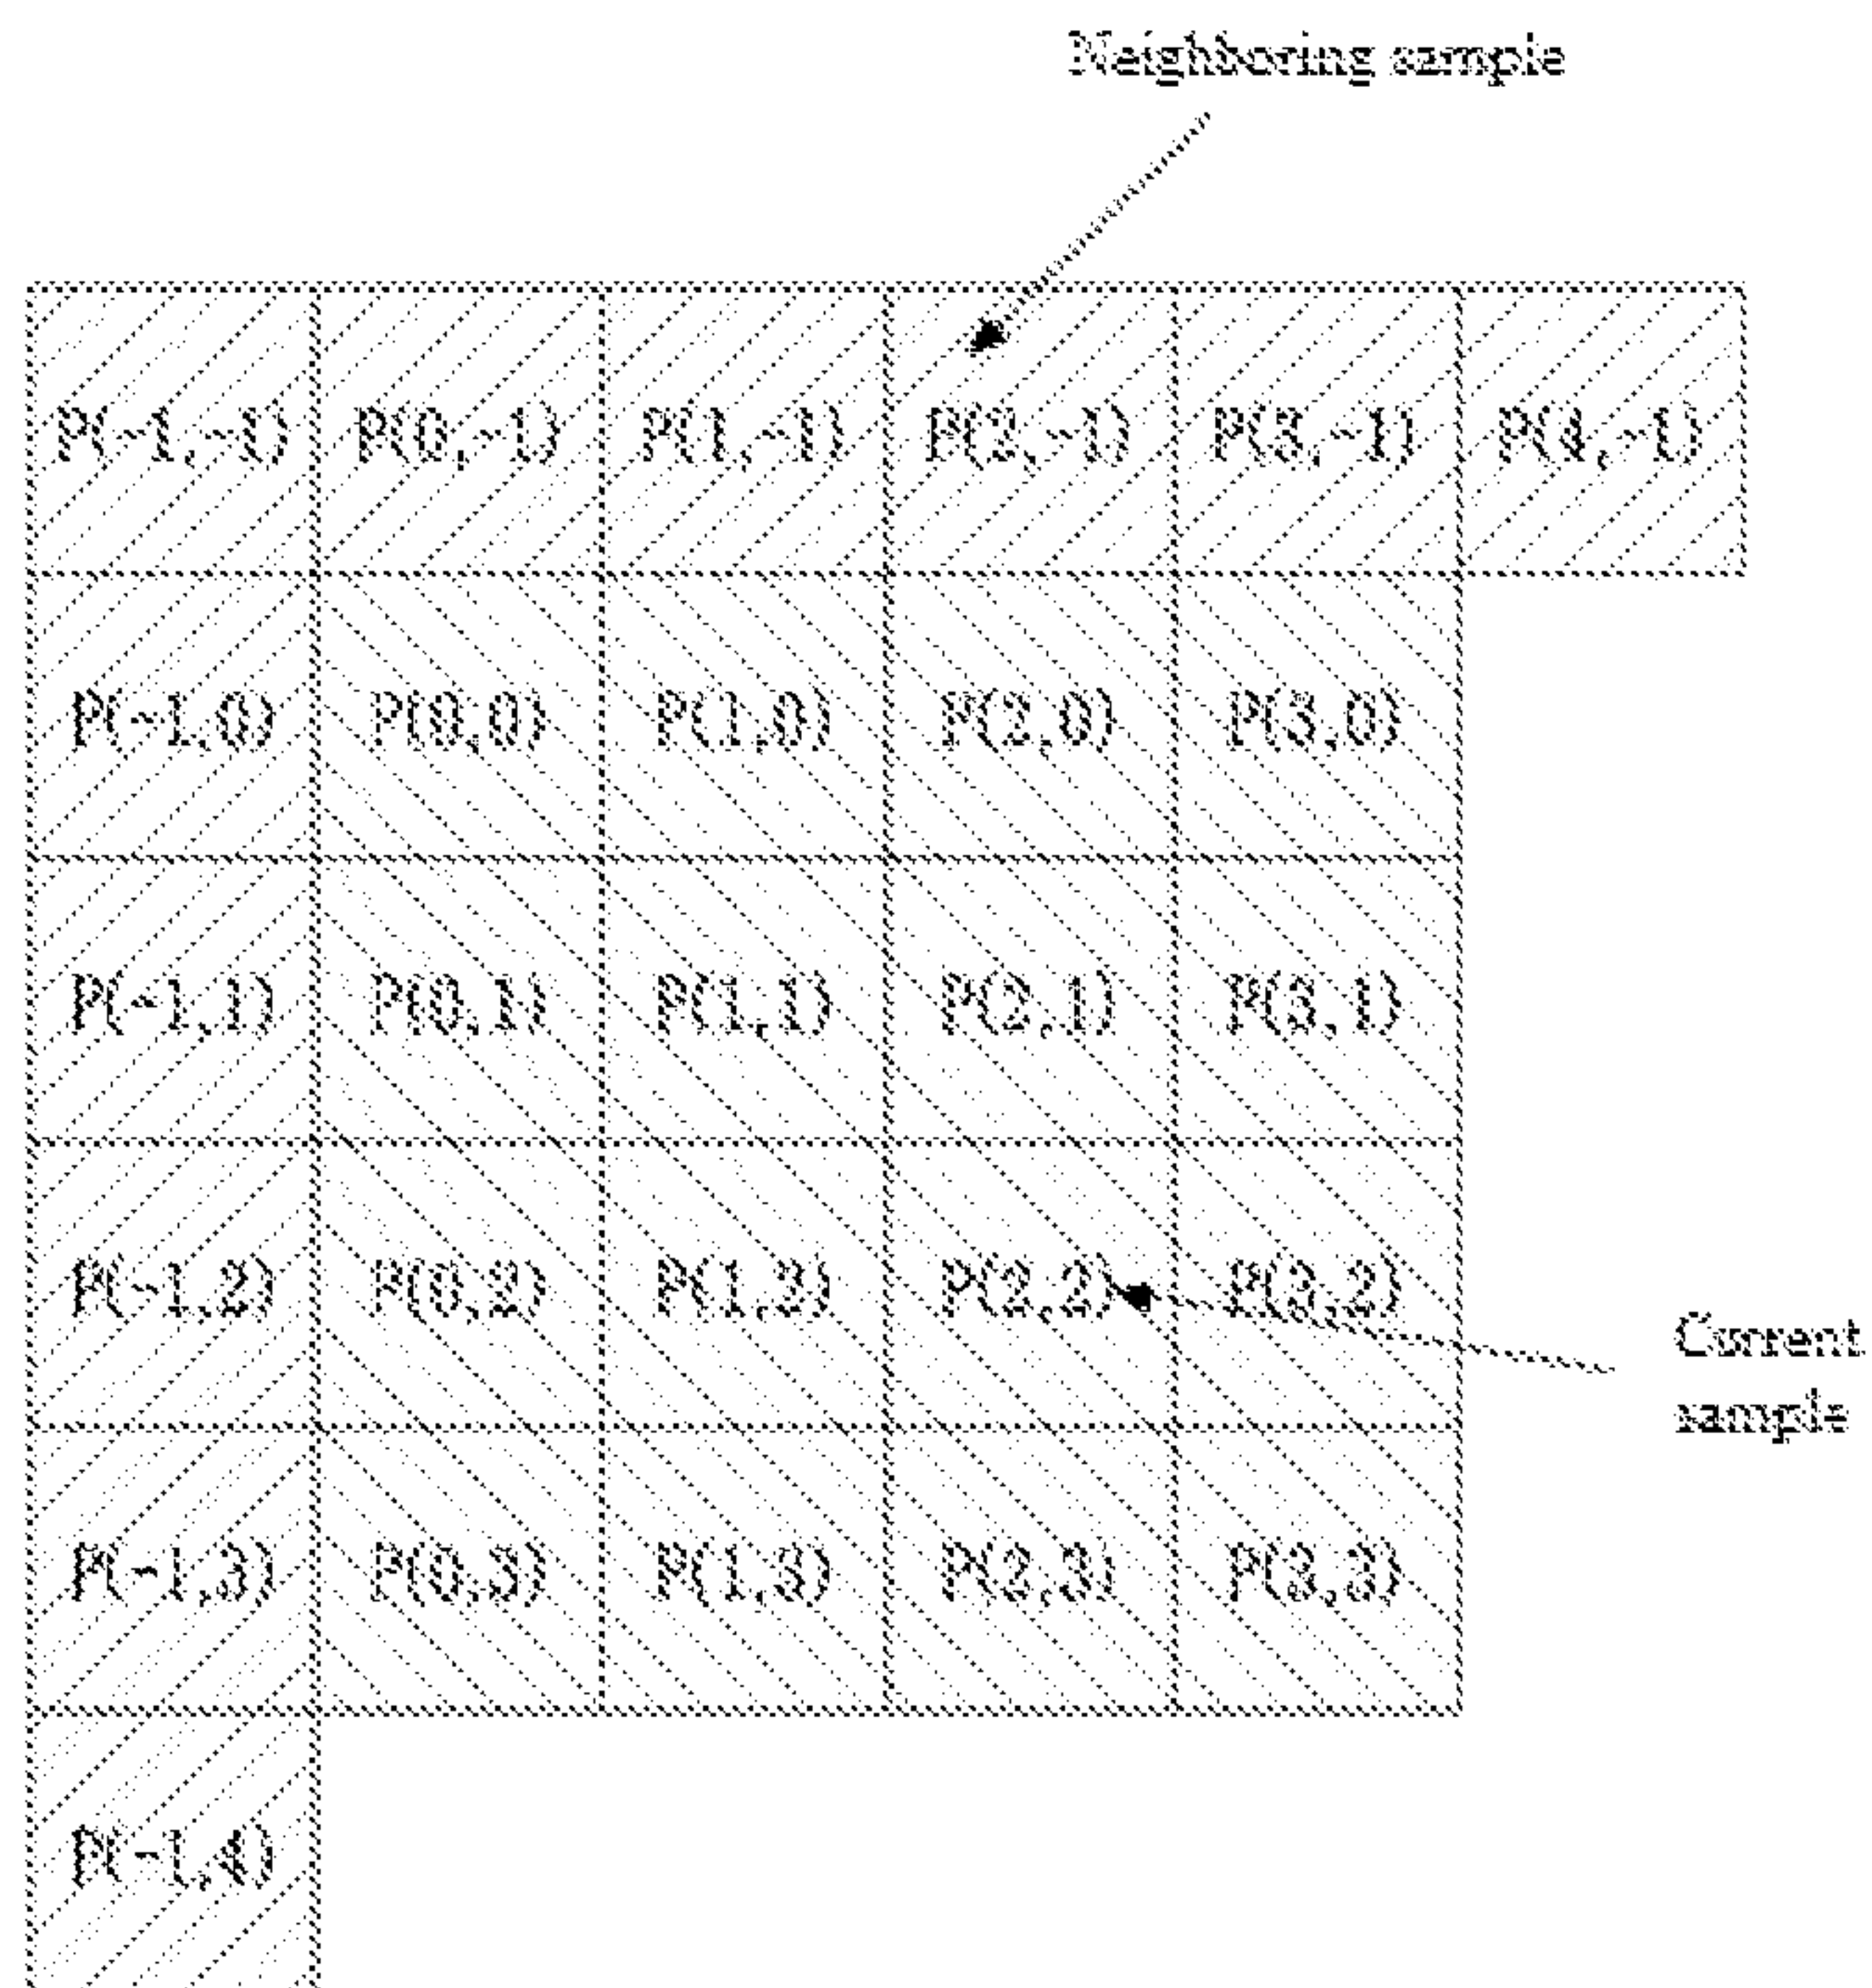 Neighboring sample
P(-1,-1) P(0,-1) P(1,-1) P(2,-1) P(3,-1) P(4,-1)
P(-1,0) P(0,0) P(1,0) P(2,0) P(3,0)
P(-1,1) P(0,1) P(1,1) P(2,1) P(3,1)
P(-1,2) P(0,2) P(1,2) P(2,2) P(3,2)
Current
sample
P(-1,3) P(0,3) P(1,3) P(2,3) P(3,3)
P(-1,4)